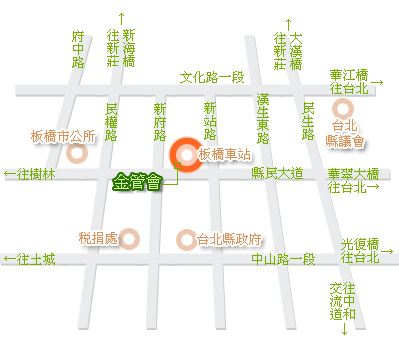 ↑
往新莊
新海橋
↑
往新莊
大漢橋
府中路
文化路一段
華江橋
往台北→
民權路
新府路
新站路
漢生東路
民生路
台北
縣議會
板橋市公所
板橋車站
←往樹林
金管會
縣民大道
華翠大橋
往台北→
稅捐處
台北縣政府
光復橋
往台北→
←往土城
中山路一段
往中和
交流道
↓